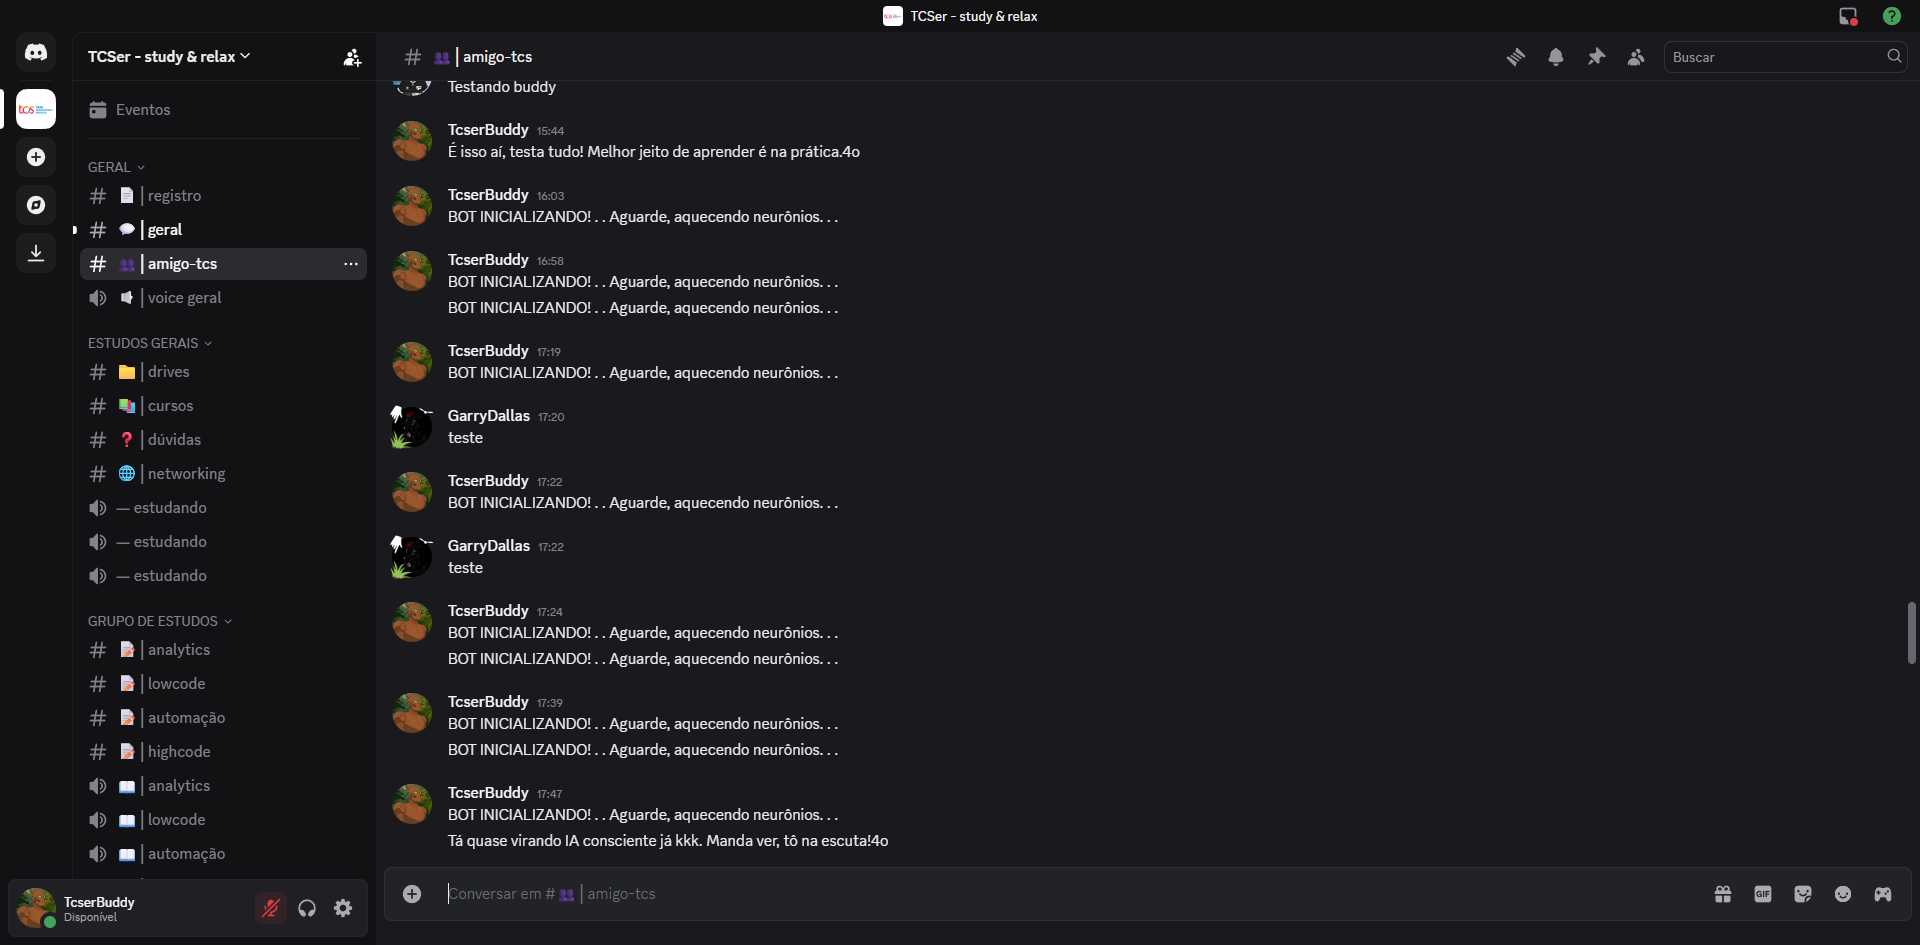 TCSer - study & relax
TCSer - study & relax
Eventos
GERAL
registro
geral
amigo-tcs
voice geral
ESTUDOS GERAIS
drives
cursos
dúvidas
networking
— estudando
— estudando
— estudando
GRUPO DE ESTUDOS
analytics
lowcode
automação
highcode
analytics
lowcode
automação
TcserBuddy
Disponível
# | amigo-tcs
Buscar
Testando buddy
TcserBuddy 15:44
É isso aí, testa tudo! Melhor jeito de aprender é na prática.4o
TcserBuddy 16:03
BOT INICIALIZANDO! . . Aguarde, aquecendo neurônios. . .
TcserBuddy 16:58
BOT INICIALIZANDO! . . Aguarde, aquecendo neurônios. . .
BOT INICIALIZANDO! . . Aguarde, aquecendo neurônios. . .
TcserBuddy 17:19
BOT INICIALIZANDO! . . Aguarde, aquecendo neurônios. . .
GarryDallas 17:20
teste
TcserBuddy 17:22
BOT INICIALIZANDO! . . Aguarde, aquecendo neurônios. . .
GarryDallas 17:22
teste
TcserBuddy 17:24
BOT INICIALIZANDO! . . Aguarde, aquecendo neurônios. . .
BOT INICIALIZANDO! . . Aguarde, aquecendo neurônios. . .
TcserBuddy 17:39
BOT INICIALIZANDO! . . Aguarde, aquecendo neurônios. . .
BOT INICIALIZANDO! . . Aguarde, aquecendo neurônios. . .
TcserBuddy 17:47
BOT INICIALIZANDO! . . Aguarde, aquecendo neurônios. . .
Tá quase virando IA consciente já kkk. Manda ver, tô na escuta!4o
Conversar em # | amigo-tcs
GIF